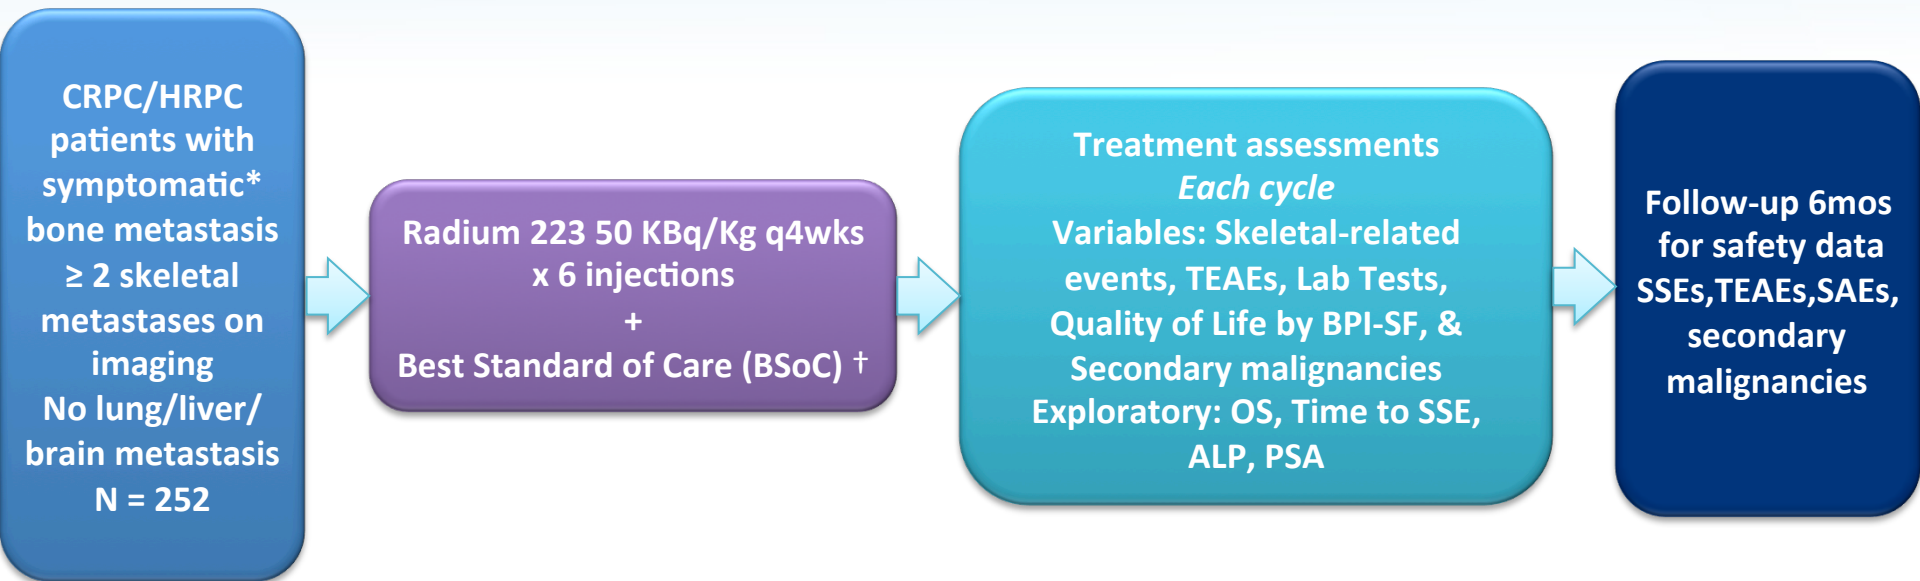 CRPC/HRPC
patients with
symptomatic*
bone metastasis
≥ 2 skeletal
metastases on
imaging
No lung/liver/
brain metastasis
N = 252
Radium 223 50 KBq/Kg q4wks
x 6 injections
+
Best Standard of Care (BSoC) †
Treatment assessments
Each cycle
Variables: Skeletal-related
events, TEAEs, Lab Tests,
Quality of Life by BPI-SF, &
Secondary malignancies
Exploratory: OS, Time to SSE,
ALP, PSA
Follow-up 6mos
for safety data
SSEs,TEAEs,SAEs,
secondary
malignancies